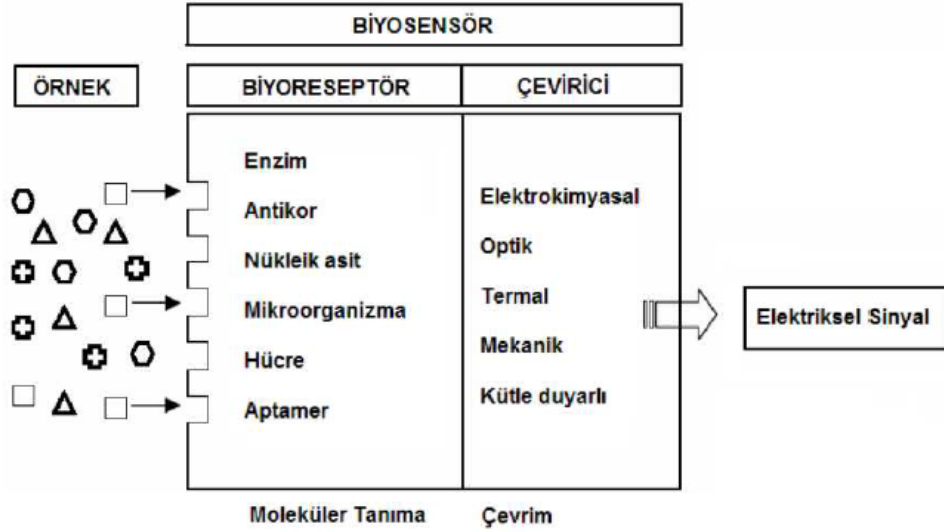 BİYOSENSÖR
ÖRNEK
BİYORESEPTÖR
ÇEVİRİCİ
Enzim
Antikor
Nükleik asit
Mikroorganizma
Hücre
Aptamer
Elektrokimyasal
Optik
Termal
Mekanik
Kütle duyarlı
Elektriksel Sinyal
Moleküler Tanıma
Çevrim